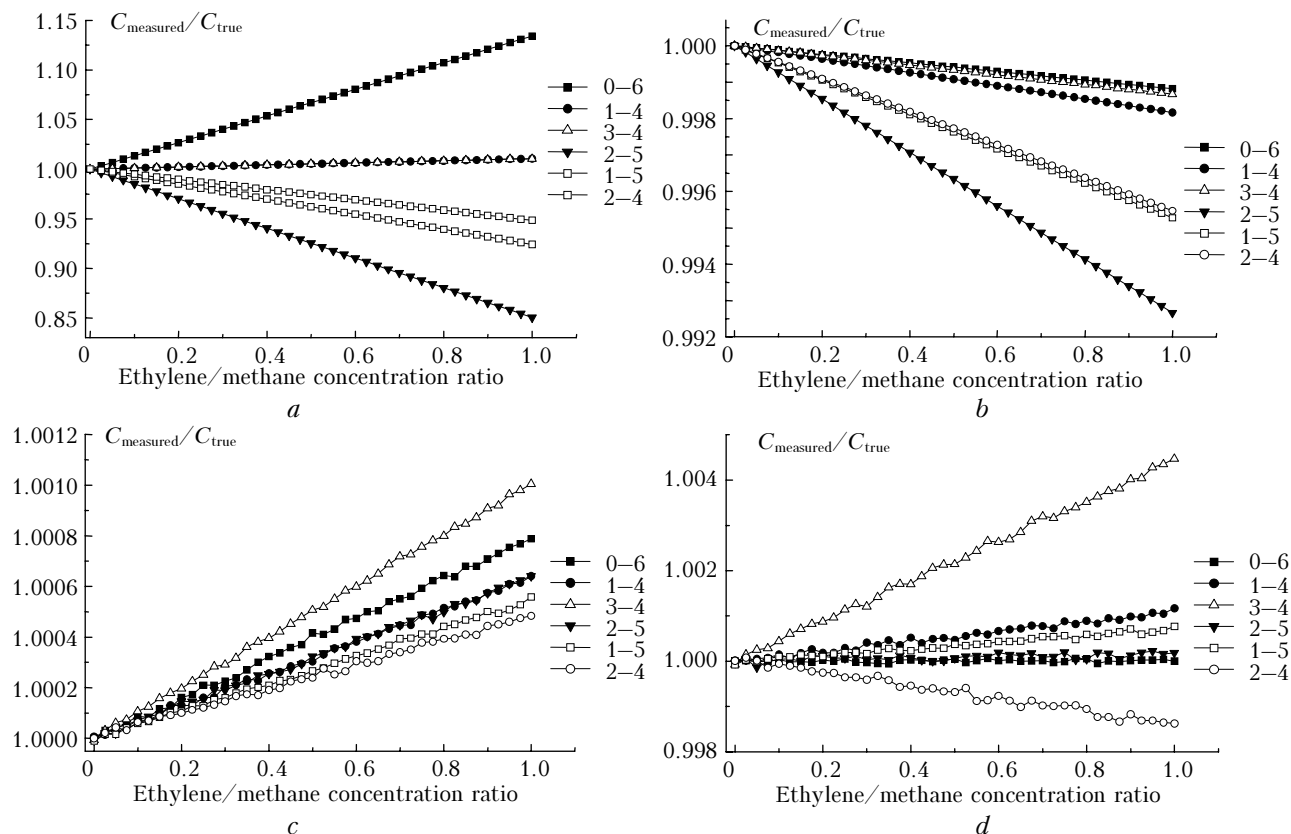 C measured/C true
1.15
1.10
1.05
1.00
0.95
0.90
0.85
0–6
1–4
3–4
2–5
1–5
2–4
0 0.2 0.4 0.6 0.8 1.0
Ethylene/methane concentration ratio
a
C measured/C true
1.000
0.998
0.996
0.994
0.992
0–6
1–4
3–4
2–5
1–5
2–4
0 0.2 0.4 0.6 0.8 1.0
Ethylene/methane concentration ratio
b
C measured/C true
1.0012
1.0010
1.0008
1.0006
1.0004
1.0002
1.0000
0–6
1–4
3–4
2–5
1–5
2–4
0 0.2 0.4 0.6 0.8 1.0
Ethylene/methane concentration ratio
c
C measured/C true
1.004
1.002
1.000
0.998
0–6
1–4
3–4
2–5
1–5
2–4
0 0.2 0.4 0.6 0.8 1.0
Ethylene/methane concentration ratio
d